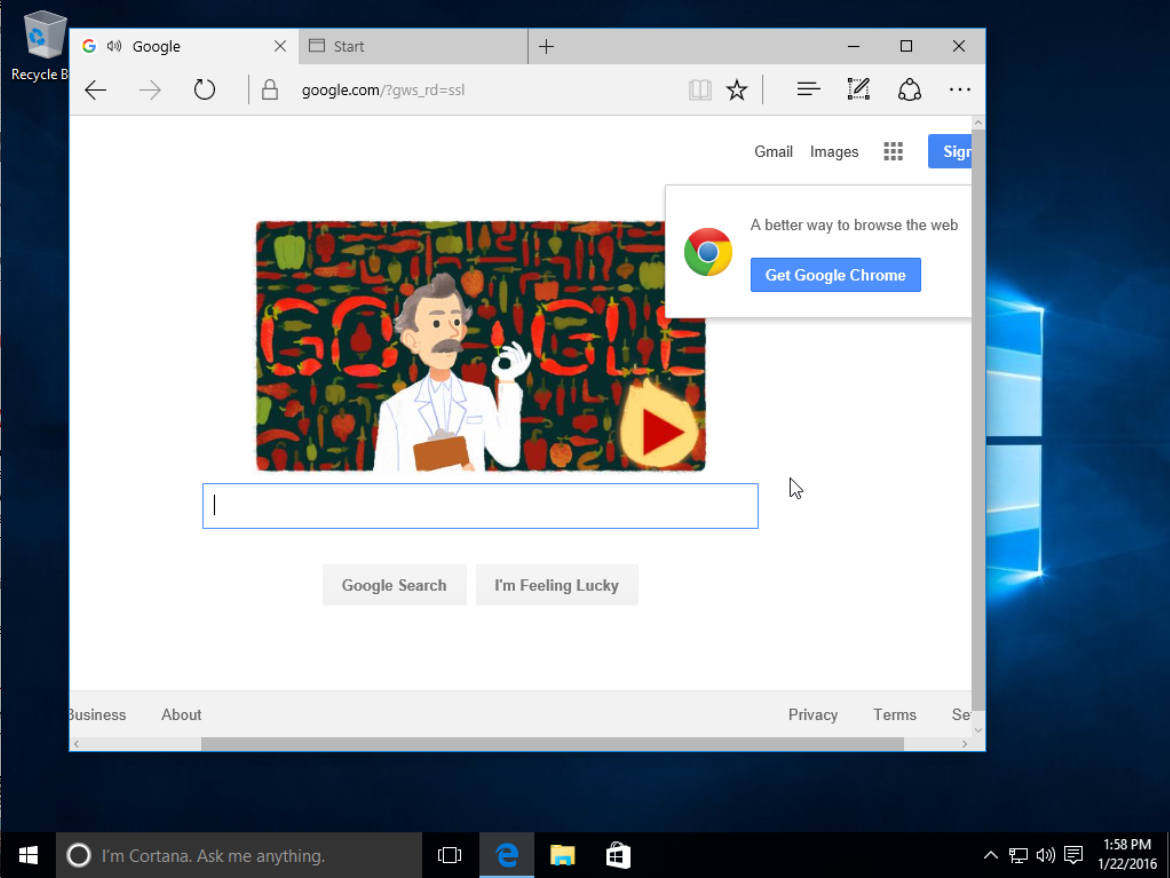 Recycle B
Google
Start
google.com/?gws_rd=ssl
Gmail Images Sign
A better way to browse the web
Get Google Chrome
GO GLE
Google Search I'm Feeling Lucky
Business About Privacy Terms Se
I'm Cortana. Ask me anything.
1:58 PM
1/22/2016